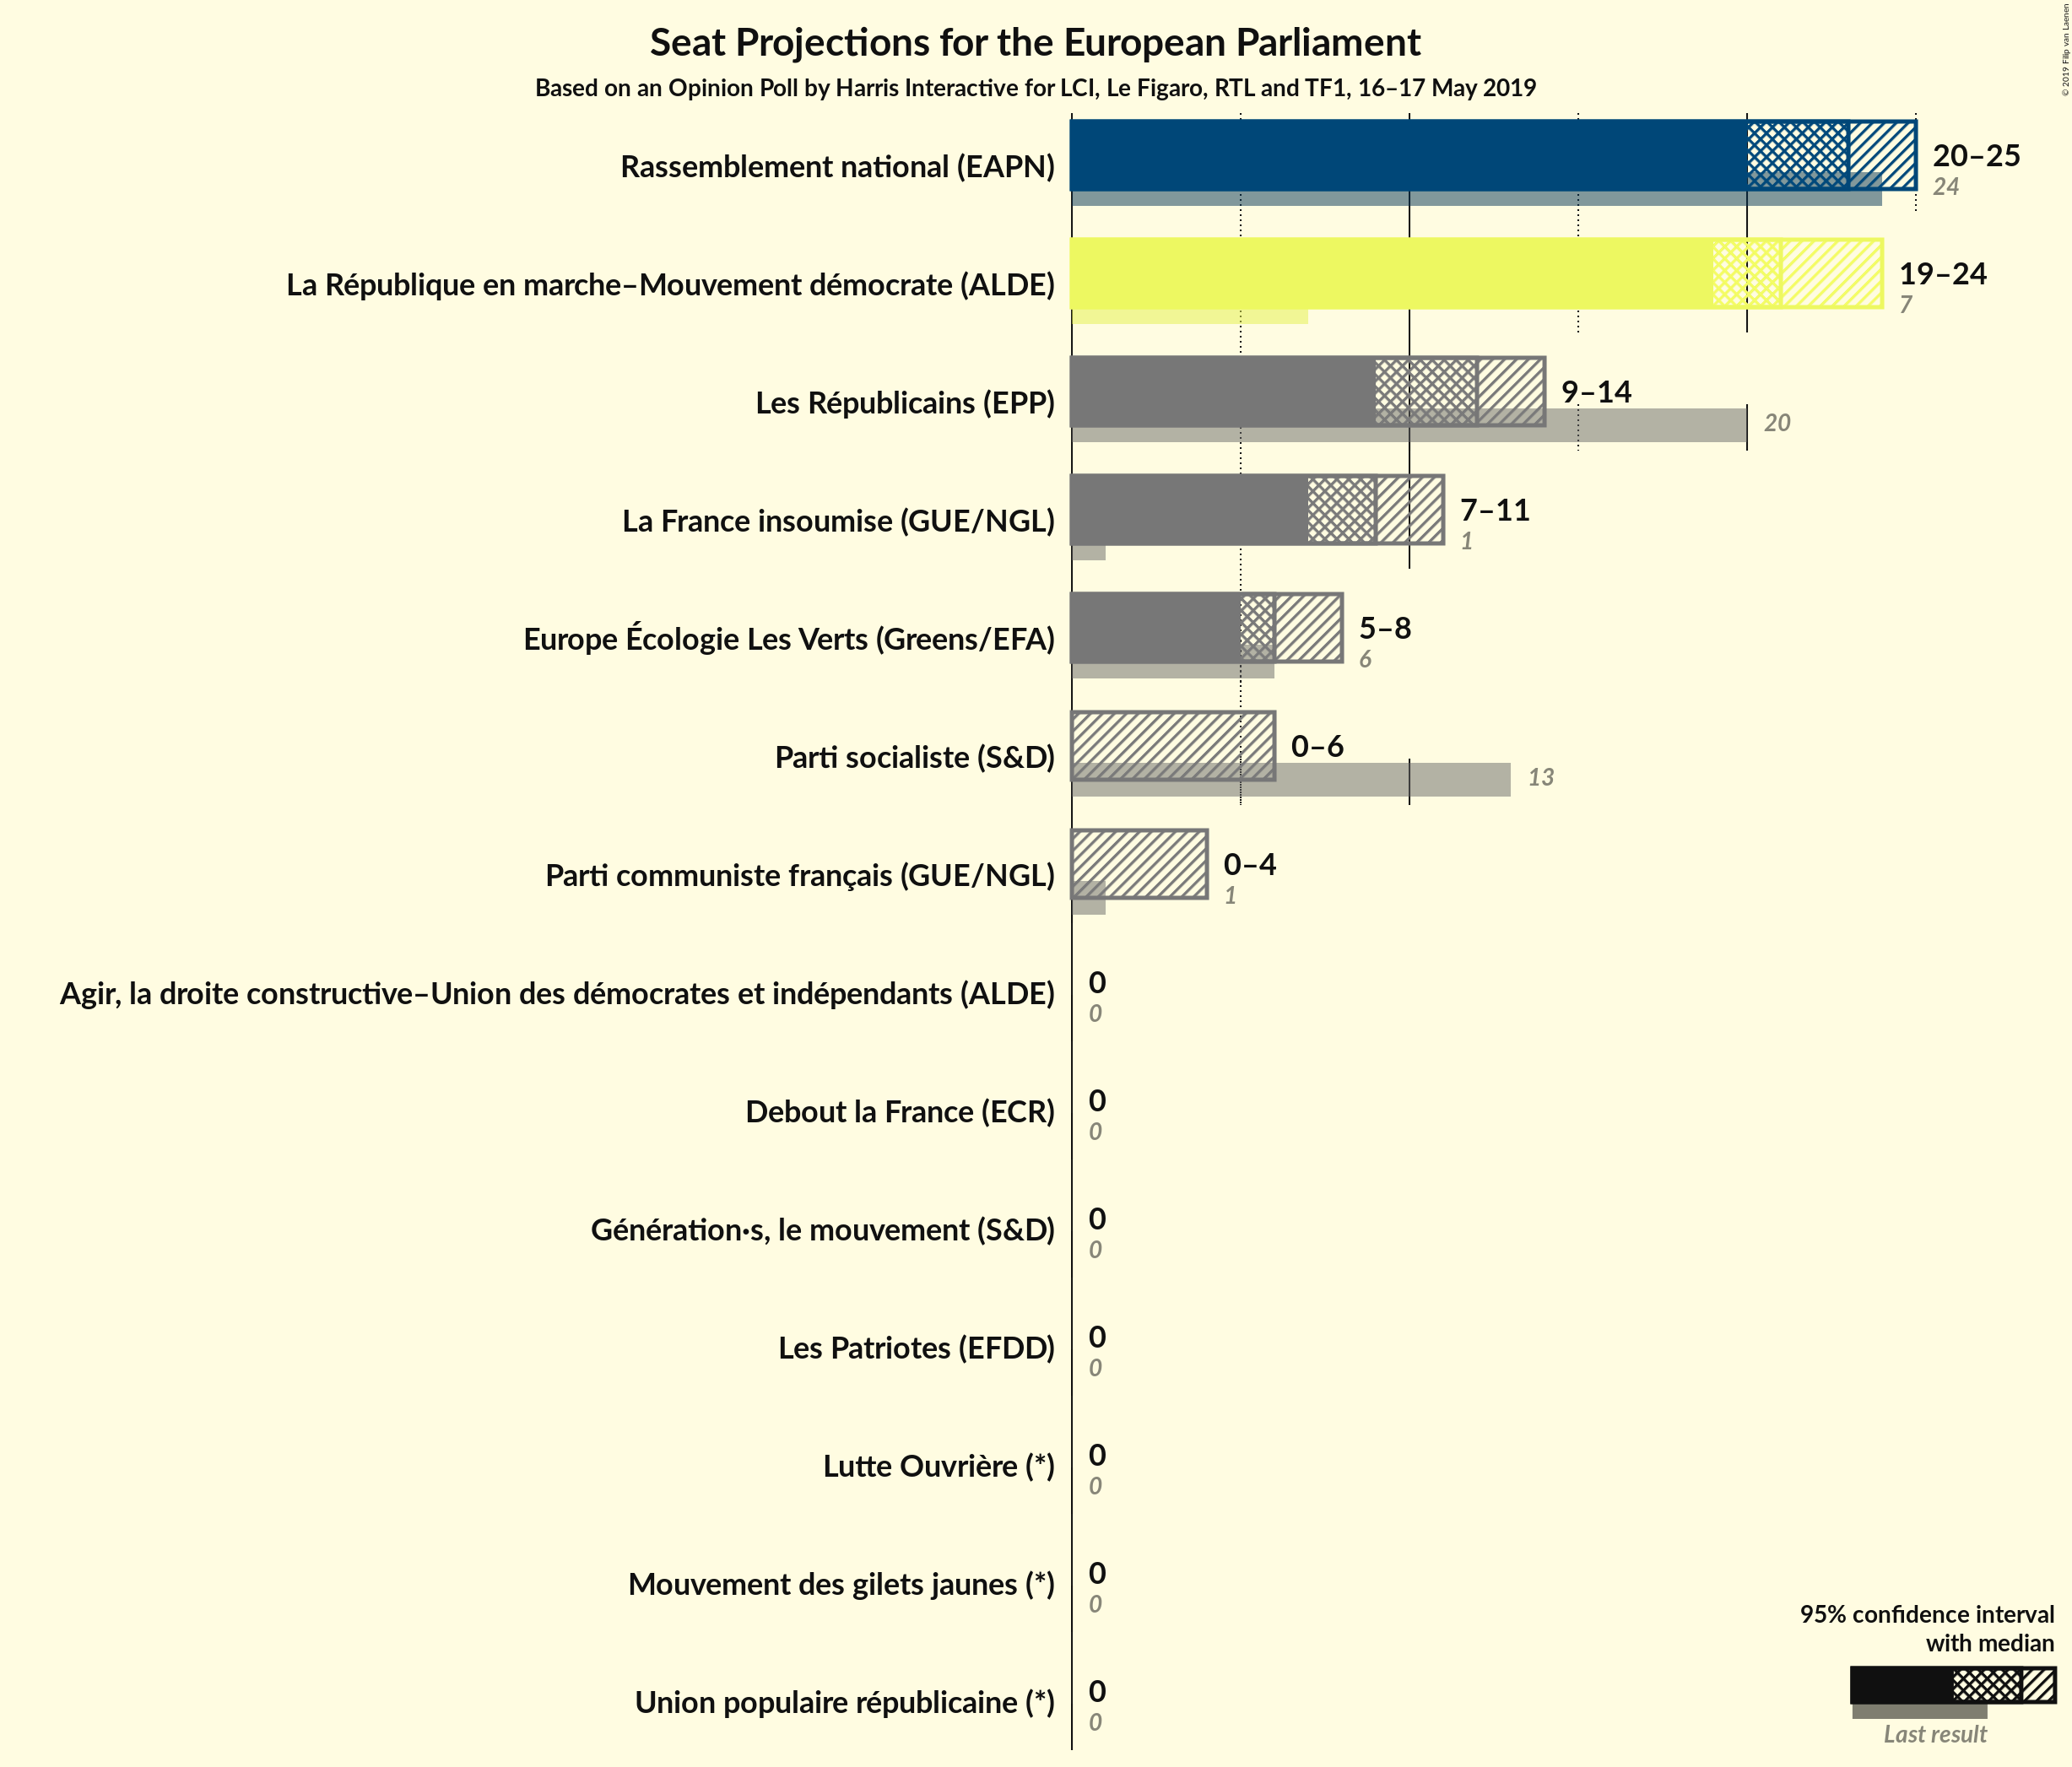 Seat Projections for the European Parliament
Based on an Opinion Poll by Harris Interactive for LCI, Le Figaro, RTL and TF1, 16–17 May 2019
© 2019 Filip van Laenen
Rassemblement national (EAPN)
20–25
24
La République en marche–Mouvement démocrate (ALDE)
19–24
7
Les Républicains (EPP)
9–14
20
La France insoumise (GUE/NGL)
7–11
1
Europe Écologie Les Verts (Greens/EFA)
5–8
6
Parti socialiste (S&D)
0–6
13
Parti communiste français (GUE/NGL)
0–4
1
Agir, la droite constructive–Union des démocrates et indépendants (ALDE)
0
0
Debout la France (ECR)
0
0
Génération·s, le mouvement (S&D)
0
0
Les Patriotes (EFDD)
0
0
Lutte Ouvrière (*)
0
0
Mouvement des gilets jaunes (*)
0
0
Union populaire républicaine (*)
0
0
95% confidence interval
with median
Last result